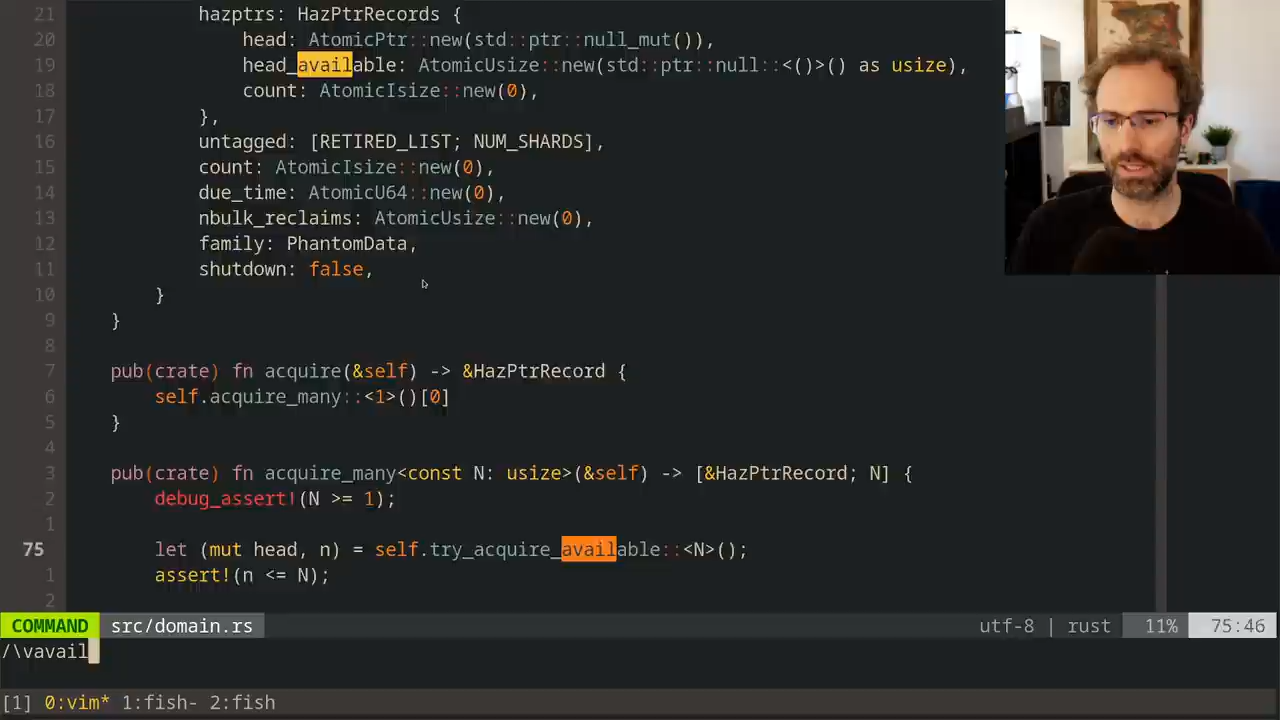 21 hazptrs: HazPtrRecords {
20 head: AtomicPtr::new(std::ptr::null_mut()),
19 head_available: AtomicUsize::new(std::ptr::null::<()>() as usize),
18 count: AtomicIsize::new(0),
17 },
16 untagged: [RETIRED_LIST; NUM_SHARDS],
15 count: AtomicIsize::new(0),
14 due_time: AtomicU64::new(0),
13 nbulk_reclaims: AtomicUsize::new(0),
12 family: PhantomData,
11 shutdown: false,
10 }
9 }
8
7 pub(crate) fn acquire(&self) -> &HazPtrRecord {
6 self.acquire_many::<1>()[0]
5 }
4
3 pub(crate) fn acquire_many<const N: usize>(&self) -> [&HazPtrRecord; N] {
2 debug_assert!(N >= 1);
1
75 let (mut head, n) = self.try_acquire_available::<N>();
1 assert!(n <= N);
2
COMMAND src/domain.rs utf-8 | rust 11% 75:46
/\vavail
[1] 0:vim* 1:fish- 2:fish